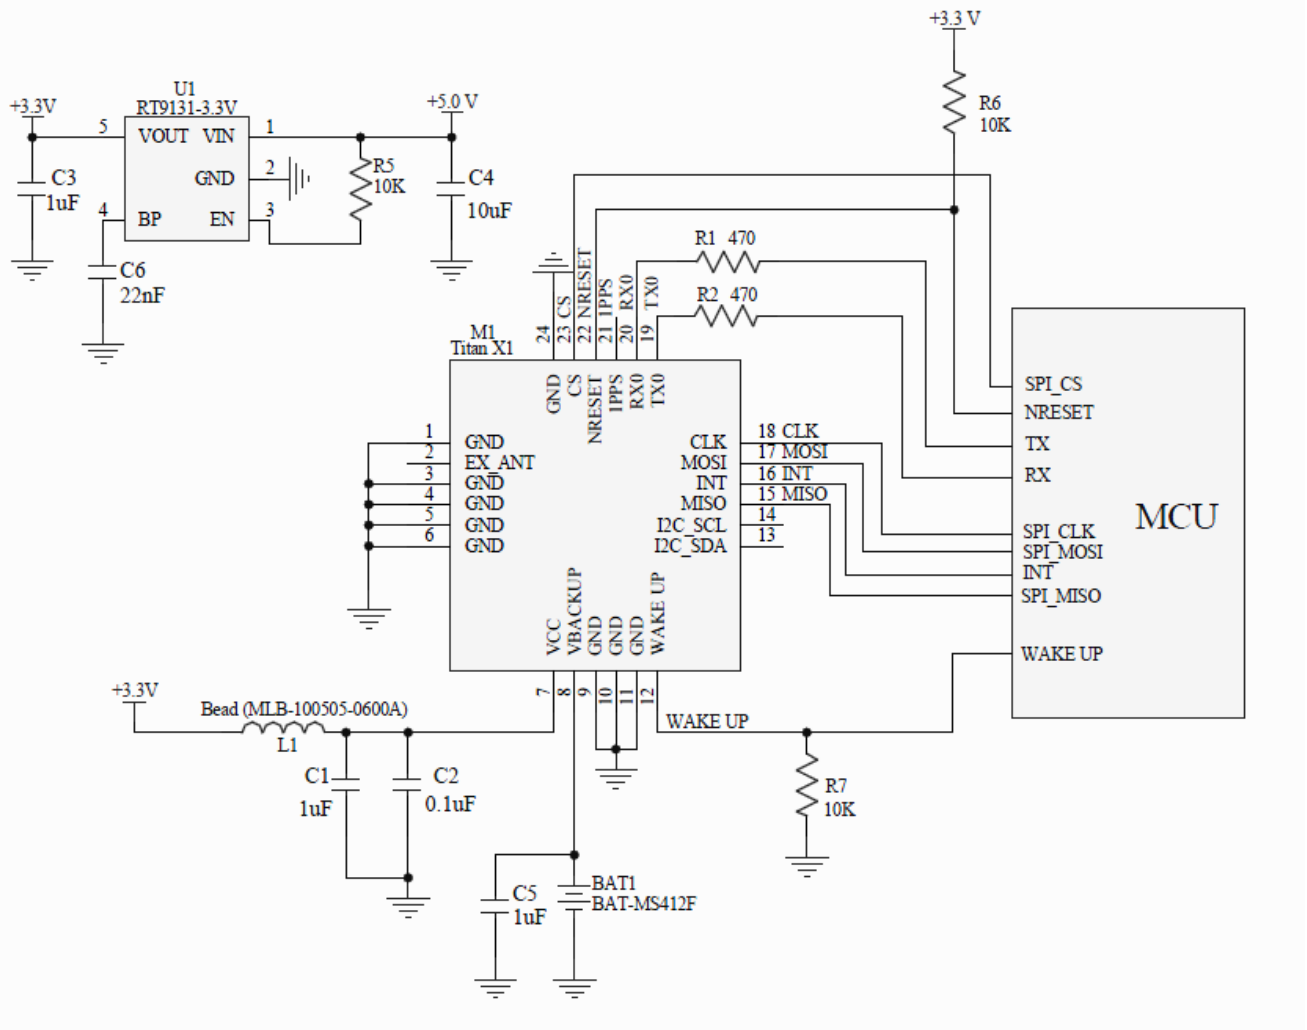 +3.3 V
R6
10K
U1
RT9131-3.3V
+3.3V
+5.0 V
5
VOUT
VIN
1
C3
1uF
GND
2
R5
10K
C4
10uF
4
BP
EN
3
C6
22nF
R1 470
R2 470
24
23 CS
22 NRESET
21 1PPS
20 RX0
19 TX0
M1
Titan X1
GND
CS
NRESET
1PPS
RX0
TX0
1 GND
2 EX_ANT
3 GND
4 GND
5 GND
6 GND
CLK 18 CLK
MOSI 17 MOSI
INT 16 INT
MISO 15 MISO
I2C_SCL 14
I2C_SDA 13
VCC
VBACKUP
GND
GND
GND
WAKE UP
7
8
9
10
11
12
SPI_CS
NRESET
TX
RX
MCU
SPI_CLK
SPI_MOSI
INT
SPI_MISO
WAKE UP
+3.3V
Bead (MLB-100505-0600A)
L1
WAKE UP
C1
1uF
C2
0.1uF
R7
10K
C5
1uF
BAT1
BAT-MS412F